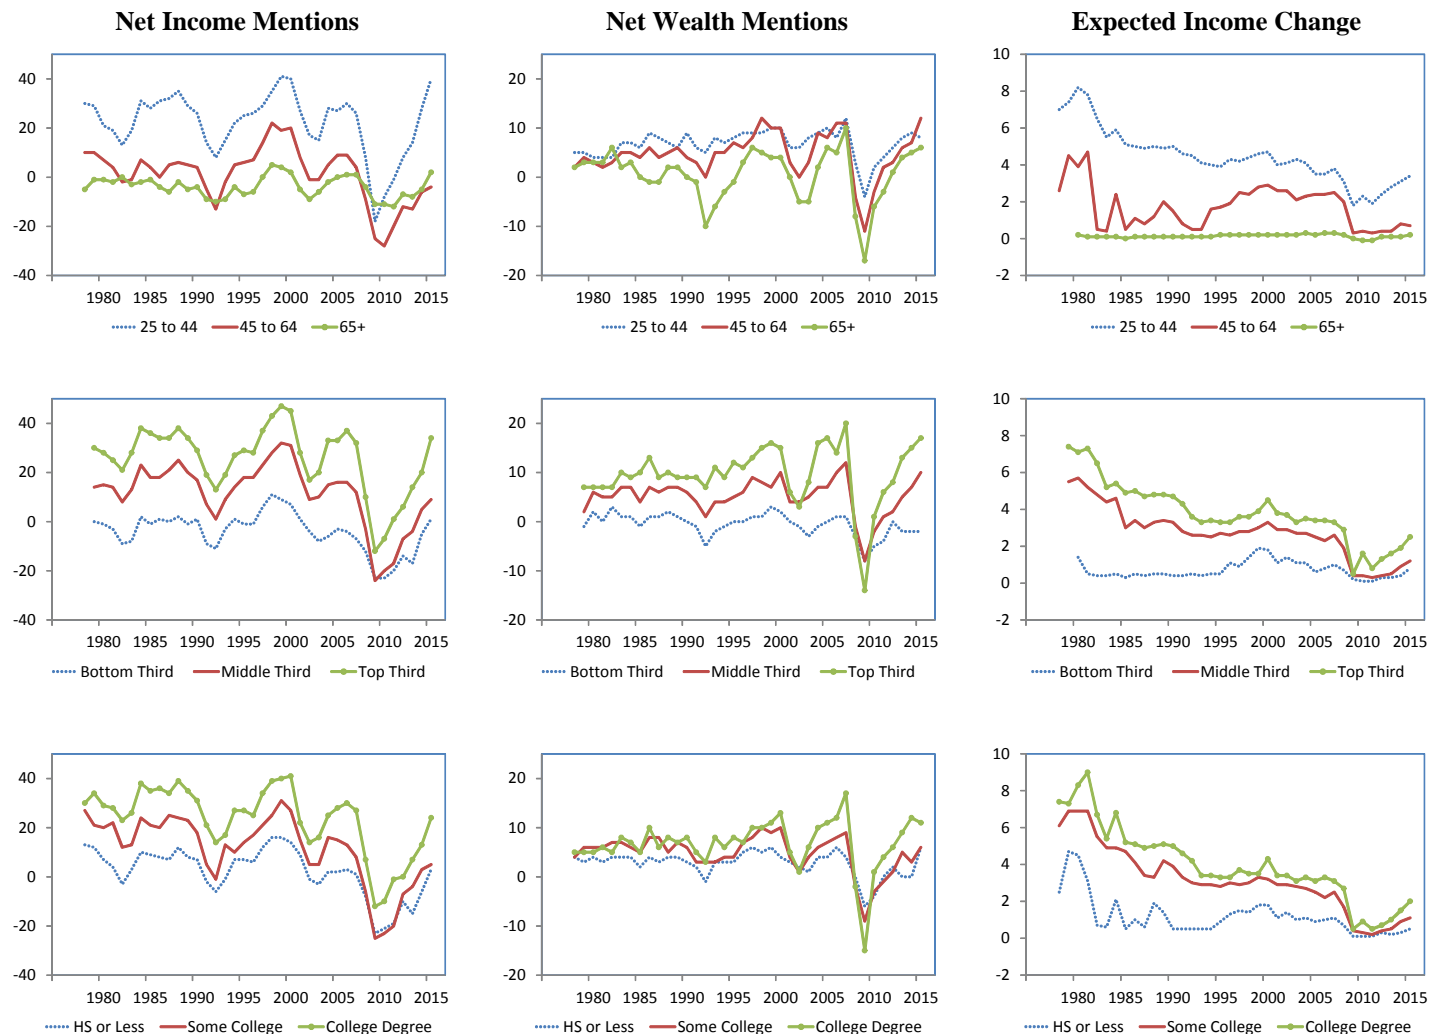 Net Income Mentions Net Wealth Mentions Expected Income Change
40
20
0
-20
-40
1980 1985 1990 1995 2000 2005 2010 2015
25 to 44 45 to 64 65+
20
10
0
-10
-20
1980 1985 1990 1995 2000 2005 2010 2015
25 to 44 45 to 64 65+
10
8
6
4
2
0
-2
1980 1985 1990 1995 2000 2005 2010 2015
25 to 44 45 to 64 65+
40
20
0
-20
-40
1980 1985 1990 1995 2000 2005 2010 2015
Bottom Third Middle Third Top Third
20
10
0
-10
-20
1980 1985 1990 1995 2000 2005 2010 2015
Bottom Third Middle Third Top Third
10
8
6
4
2
0
-2
1980 1985 1990 1995 2000 2005 2010 2015
Bottom Third Middle Third Top Third
40
20
0
-20
-40
1980 1985 1990 1995 2000 2005 2010 2015
HS or Less Some College College Degree
20
10
0
-10
-20
1980 1985 1990 1995 2000 2005 2010 2015
HS or Less Some College College Degree
10
8
6
4
2
0
-2
1980 1985 1990 1995 2000 2005 2010 2015
HS or Less Some College College Degree